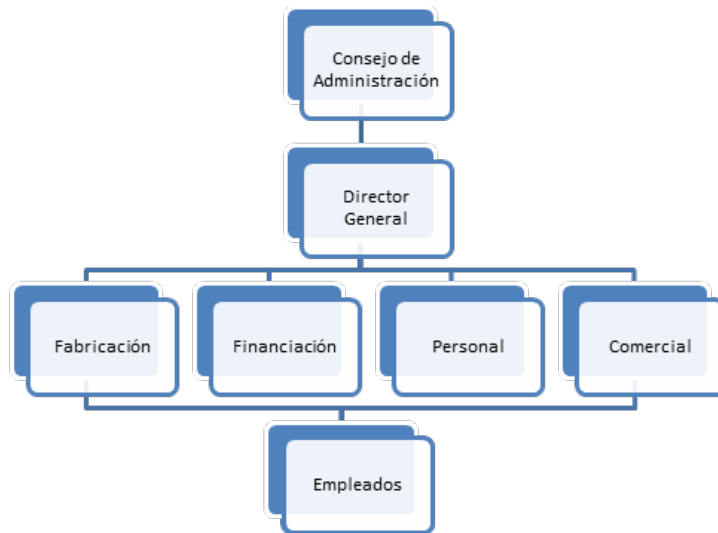 Consejo de
Administración
Director
General
Fabricación
Financiación
Personal
Comercial
Empleados